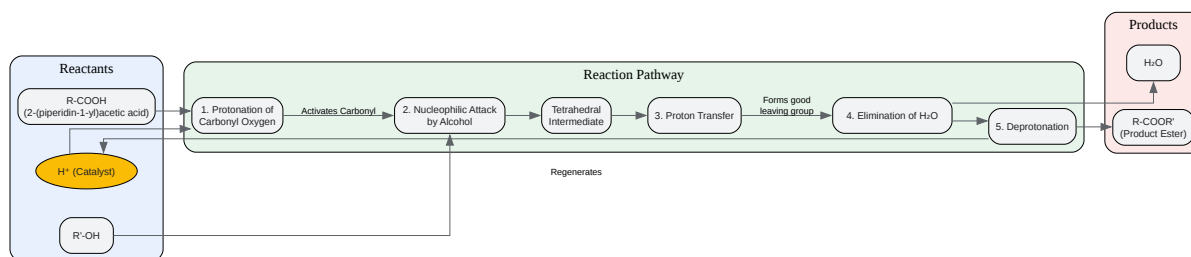 Reactants
R-COOH
(2-(piperidin-1-yl)acetic acid)
H⁺ (Catalyst)
R'-OH
Reaction Pathway
1. Protonation of
Carbonyl Oxygen
Activates Carbonyl
2. Nucleophilic Attack
by Alcohol
Tetrahedral
Intermediate
3. Proton Transfer
Forms good
leaving group
4. Elimination of H₂O
5. Deprotonation
Regenerates
Products
H₂O
R-COOR'
(Product Ester)